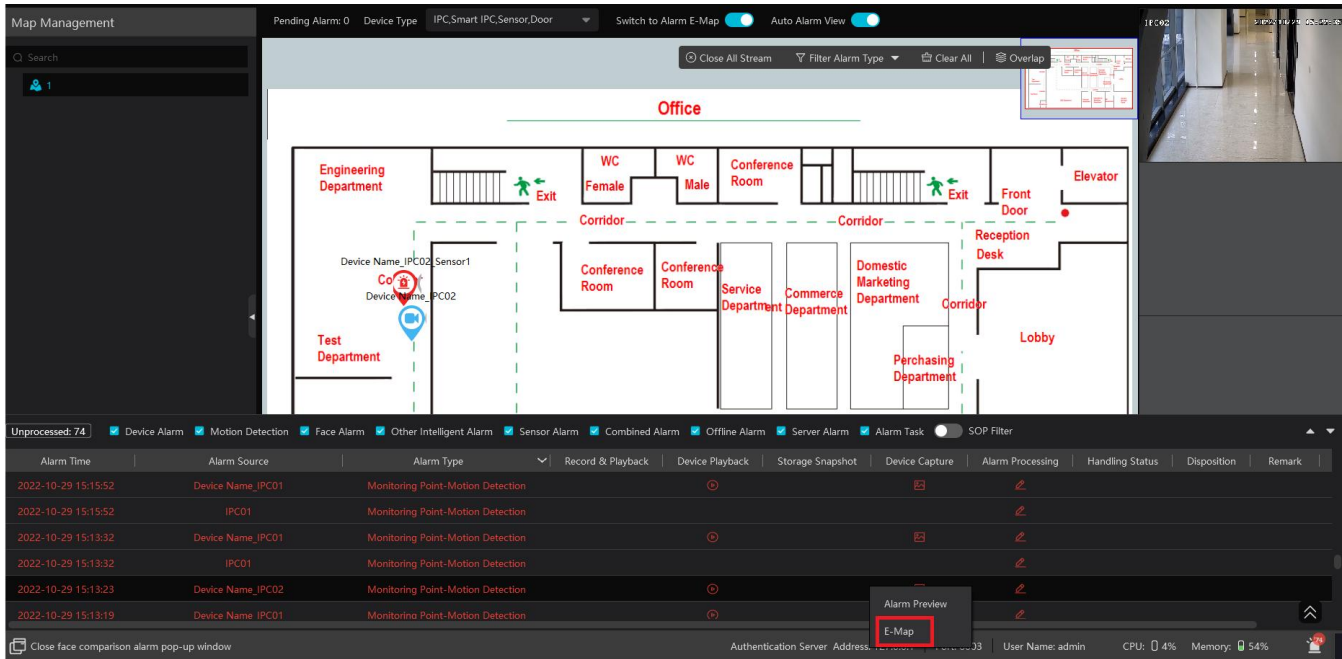 Map Management
Pending Alarm: 0 Device Type IPC,Smart IPC,Sensor,Door Switch to Alarm E-Map Auto Alarm View
IPC02
Search
Close All Stream Filter Alarm Type Clear All Overlap
1
Office
Engineering
Department
WC
Female
WC
Male
Conference
Room
Exit
Exit
Front
Door
Elevator
Corridor
Corridor
Reception
Desk
Device Name_IPC02_Sensor1
Device Name_IPC02
Conference
Room
Conference
Room
Service
Department
Commerce
Department
Domestic
Marketing
Department
Corridor
Test
Department
Perchasing
Department
Lobby
Unprocessed: 74 Device Alarm Motion Detection Face Alarm Other Intelligent Alarm Sensor Alarm Combined Alarm Offline Alarm Server Alarm Alarm Task SOP Filter
Alarm Time Alarm Source Alarm Type Record & Playback Device Playback Storage Snapshot Device Capture Alarm Processing Handling Status Disposition Remark
2022-10-29 15:15:52 Device Name_IPC01 Monitoring Point-Motion Detection
2022-10-29 15:15:52 IPC01 Monitoring Point-Motion Detection
2022-10-29 15:13:32 Device Name_IPC01 Monitoring Point-Motion Detection
2022-10-29 15:13:32 IPC01 Monitoring Point-Motion Detection
2022-10-29 15:13:23 Device Name_IPC02 Monitoring Point-Motion Detection
2022-10-29 15:13:19 Device Name IPC01 Monitoring Point-Motion Detection
Alarm Preview
E-Map
Close face comparison alarm pop-up window Authentication Server Address: User Name: admin CPU: 4% Memory: 54% 74